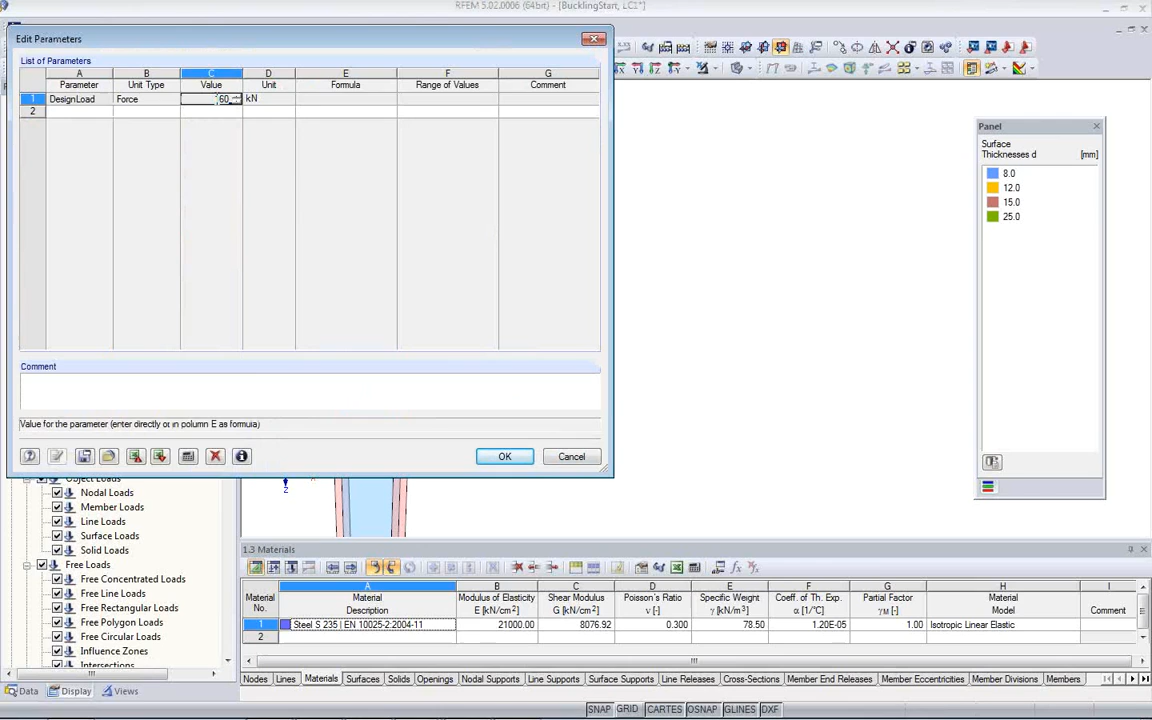 RFEM 5.02.0006 (64bit) - [BucklingStart, LC1*]
Edit Parameters
List of Parameters
A B C D E F G
Parameter Unit Type Value Unit Formula Range of Values Comment
1 DesignLoad Force 60 kN
2
Comment
Value for the parameter (enter directly or in column E as formula)
OK Cancel
Panel
Surface
Thicknesses d [mm]
8.0
12.0
15.0
25.0
z
Object Loads
Nodal Loads
Member Loads
Line Loads
Surface Loads
Solid Loads
Free Loads
Free Concentrated Loads
Free Line Loads
Free Rectangular Loads
Free Polygon Loads
Free Circular Loads
Influence Zones
Intersections
Data Display Views
1.3 Materials
A B C D E F G H I
Material Material Modulus of Elasticity Shear Modulus Poisson's Ratio Specific Weight Coeff. of Th. Exp. Partial Factor Material
No. Description E [kN/cm²] G [kN/cm²] ν [-] γ [kN/m³] α [1/°C] γM [-] Model Comment
1 Steel S 235 | EN 10025-2:2004-11 21000.00 8076.92 0.300 78.50 1.20E-05 1.00 Isotropic Linear Elastic
2
Nodes Lines Materials Surfaces Solids Openings Nodal Supports Line Supports Surface Supports Line Releases Cross-Sections Member End Releases Member Eccentricities Member Divisions Members
SNAP GRID CARTES OSNAP GLINES DXF